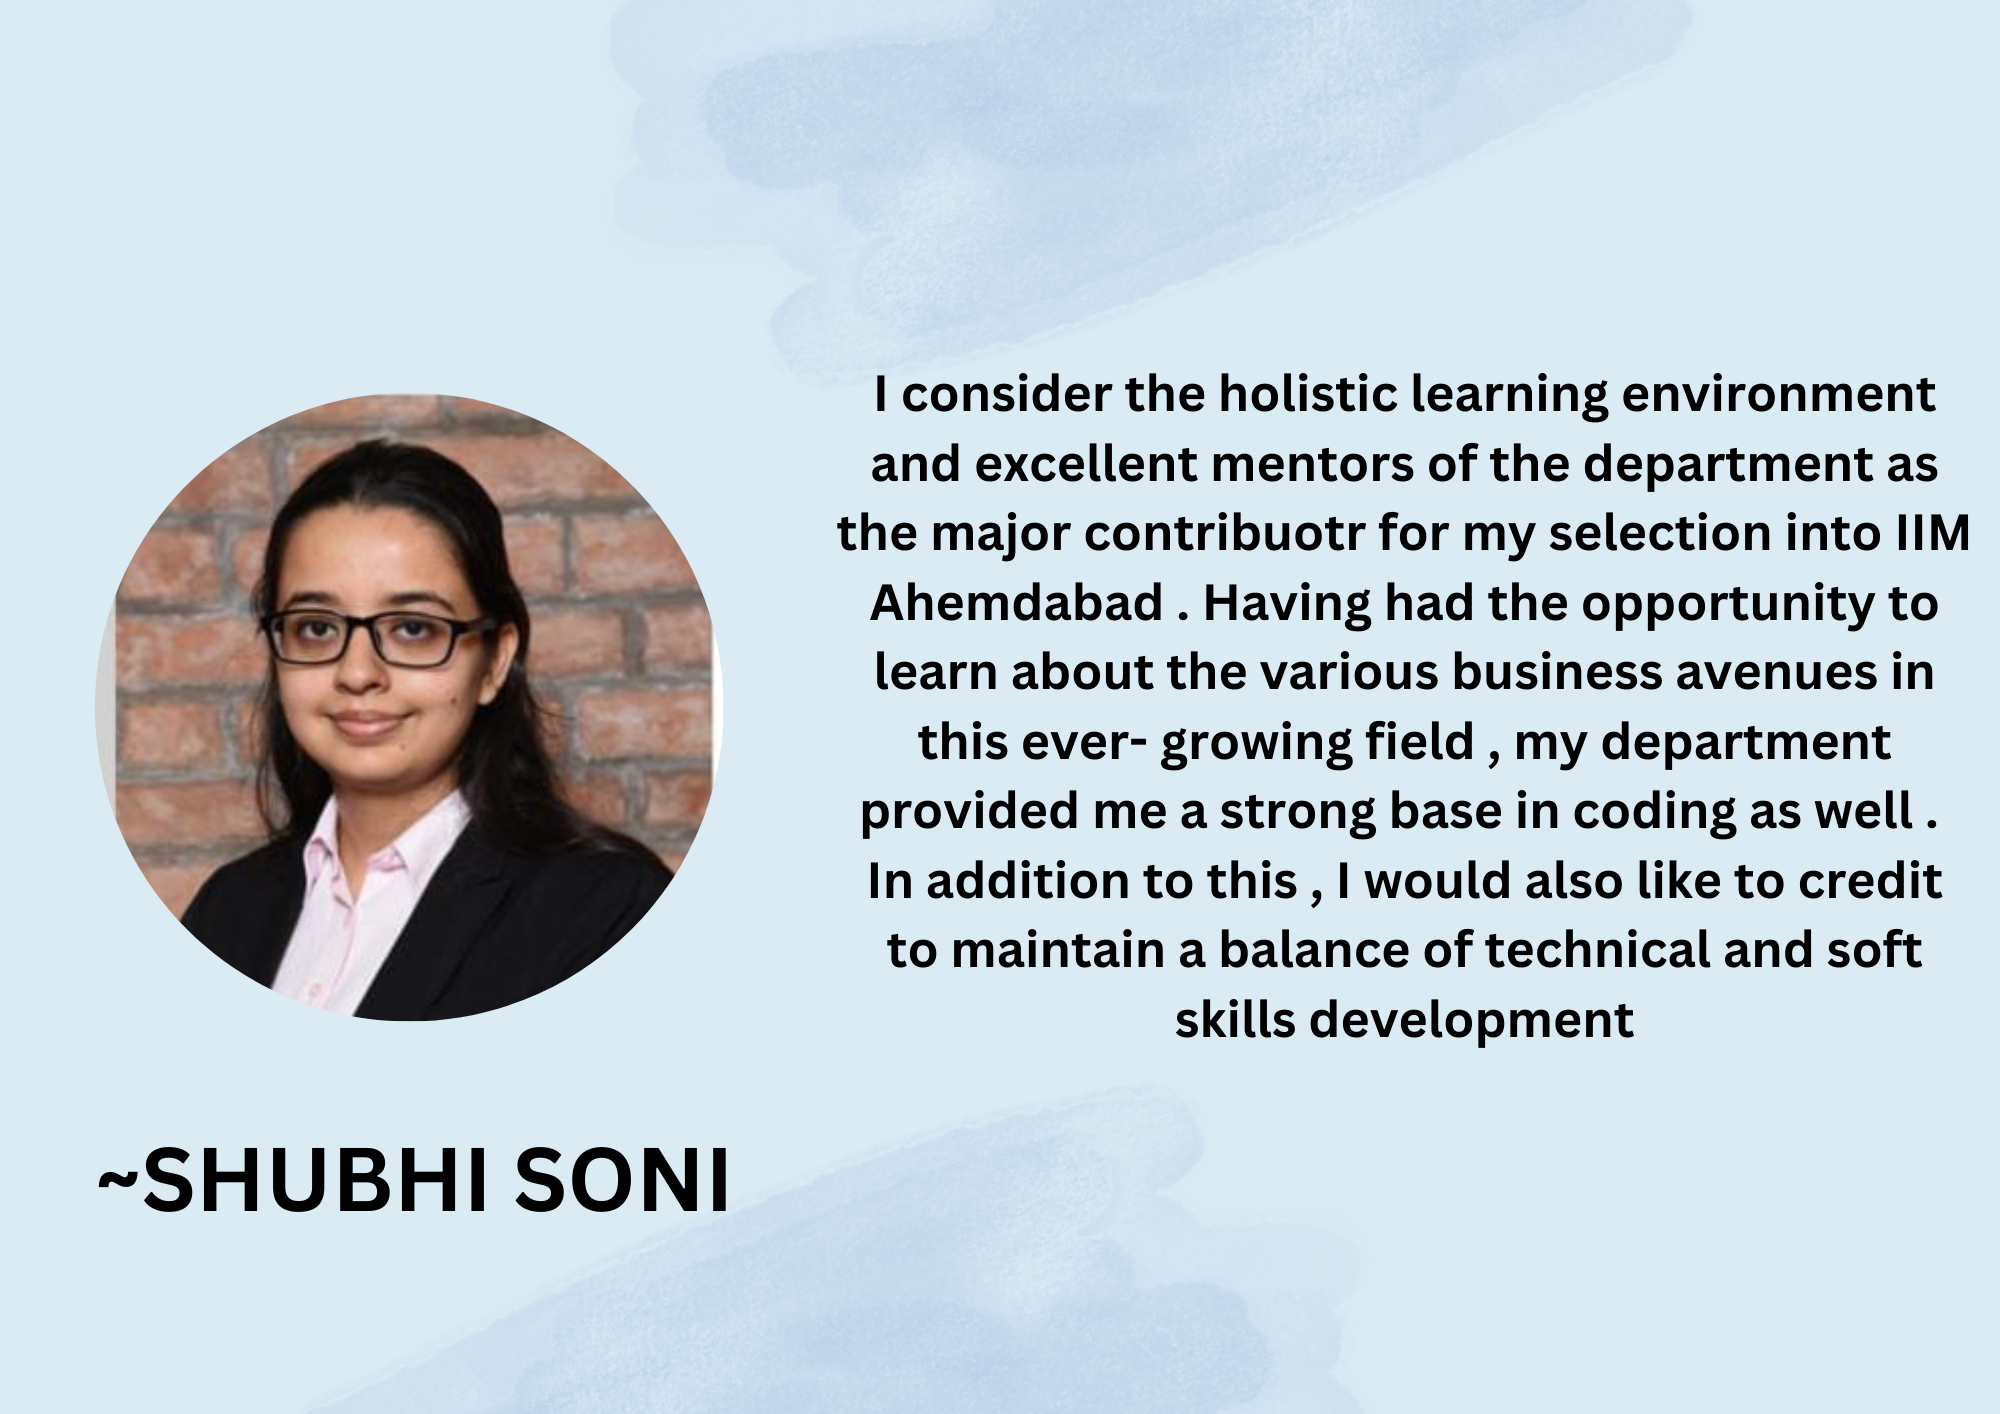 I consider the holistic learning environment
and excellent mentors of the department as
the major contribuotr for my selection into IIM
Ahemdabad . Having had the opportunity to
learn about the various business avenues in
this ever- growing field , my department
provided me a strong base in coding as well .
In addition to this , I would also like to credit
to maintain a balance of technical and soft
skills development
~SHUBHI SONI